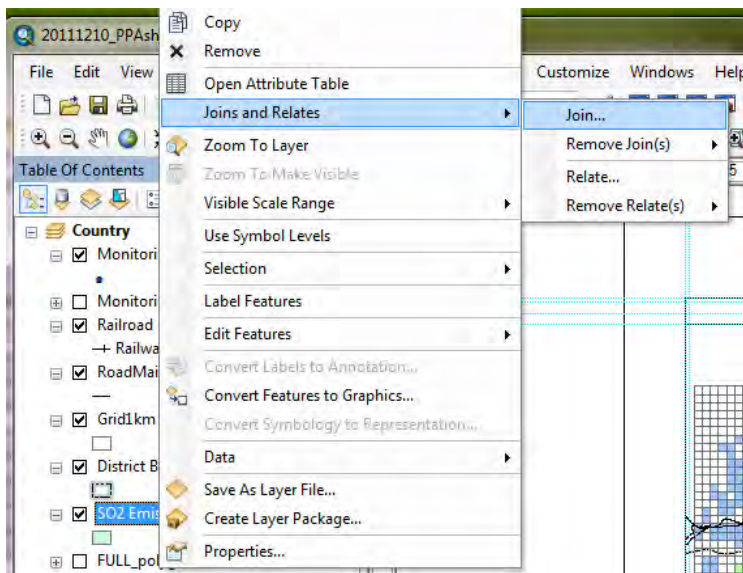 20111210_PPAsh
File Edit View
Customize Windows Help
Table Of Contents
Country
Monitori
Monitori
Railroad
Railwa
RoadMai
Grid1km
District B
SO2 Emis
FULL_poly
Copy
Remove
Open Attribute Table
Joins and Relates
Zoom To Layer
Zoom To Make Visible
Visible Scale Range
Use Symbol Levels
Selection
Label Features
Edit Features
Convert Labels to Annotation...
Convert Features to Graphics...
Convert Symbology to Representation...
Data
Save As Layer File...
Create Layer Package...
Properties...
Join...
Remove Join(s)
Relate...
Remove Relate(s)
5